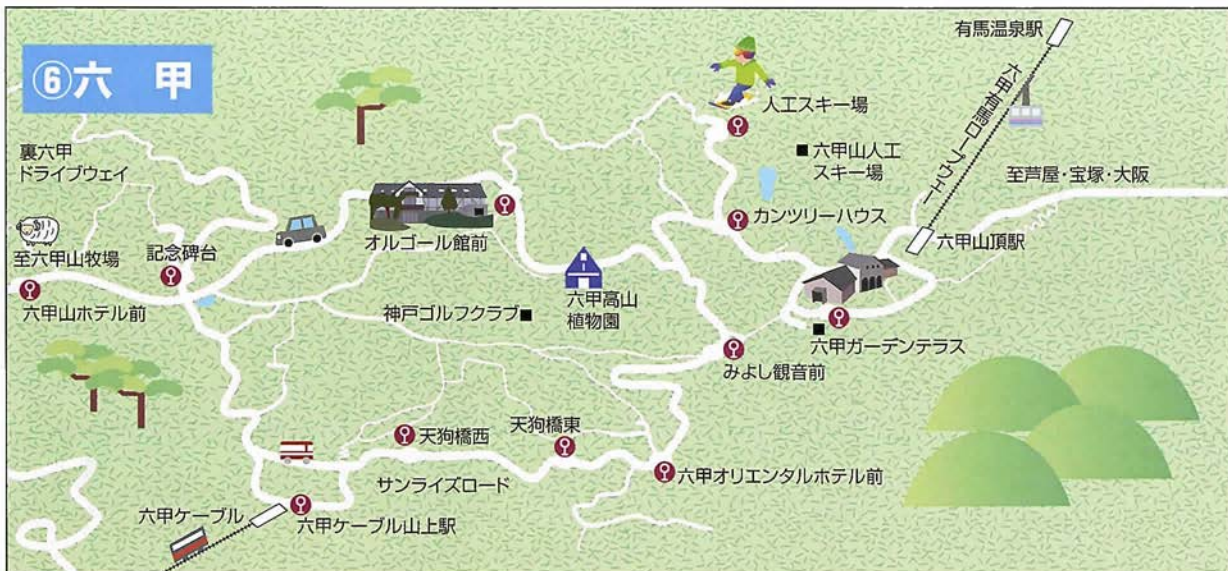 ⑥六 甲
有馬温泉駅
六甲有馬ロープウェー
人工スキー場
六甲山人工
スキー場
至芦屋・宝塚・大阪
裏六甲
ドライブウェイ
カンツリーハウス
六甲山頂駅
至六甲山牧場
記念碑台
オルゴール館前
六甲山ホテル前
神戸ゴルフクラブ
六甲高山
植物園
六甲ガーデンテラス
みよし観音前
天狗橋西
天狗橋東
サンライズロード
六甲オリエンタルホテル前
六甲ケーブル
六甲ケーブル山上駅